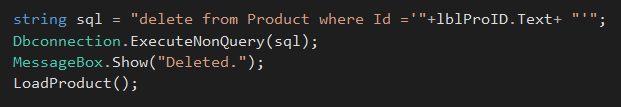 string sql = "delete from Product where Id ='"+lblProID.Text+ "'";
Dbconnection.ExecuteNonQuery(sql);
MessageBox.Show("Deleted.");
LoadProduct();